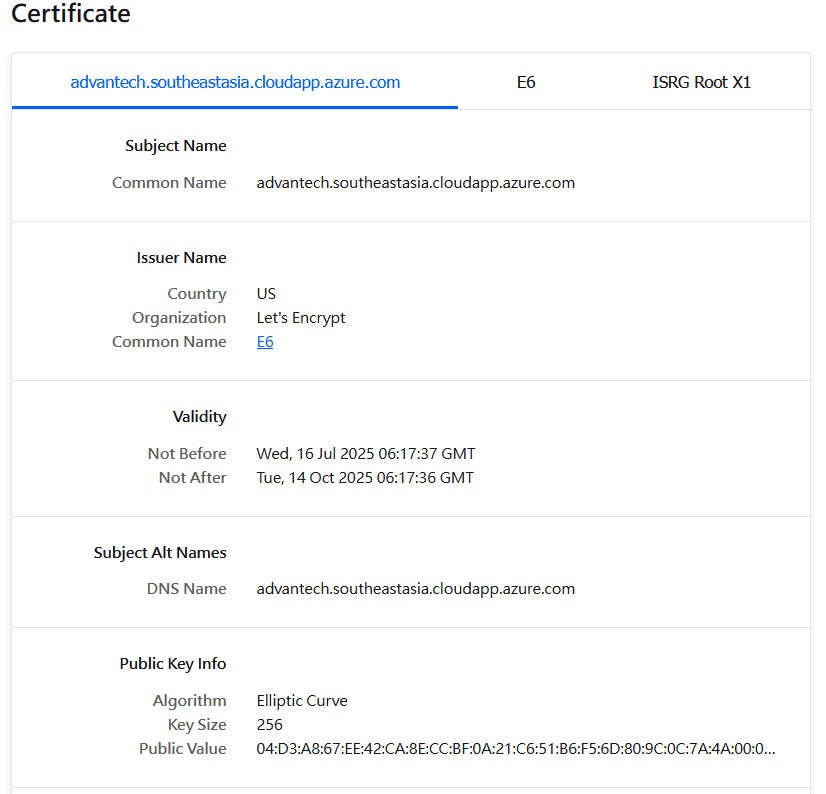 Certificate
advantech.southeastasia.cloudapp.azure.com E6 ISRG Root X1
Subject Name
Common Name advantech.southeastasia.cloudapp.azure.com
Issuer Name
Country US
Organization Let's Encrypt
Common Name E6
Validity
Not Before Wed, 16 Jul 2025 06:17:37 GMT
Not After Tue, 14 Oct 2025 06:17:36 GMT
Subject Alt Names
DNS Name advantech.southeastasia.cloudapp.azure.com
Public Key Info
Algorithm Elliptic Curve
Key Size 256
Public Value 04:D3:A8:67:EE:42:CA:8E:CC:BF:0A:21:C6:51:B6:F5:6D:80:9C:0C:7A:4A:00:0...